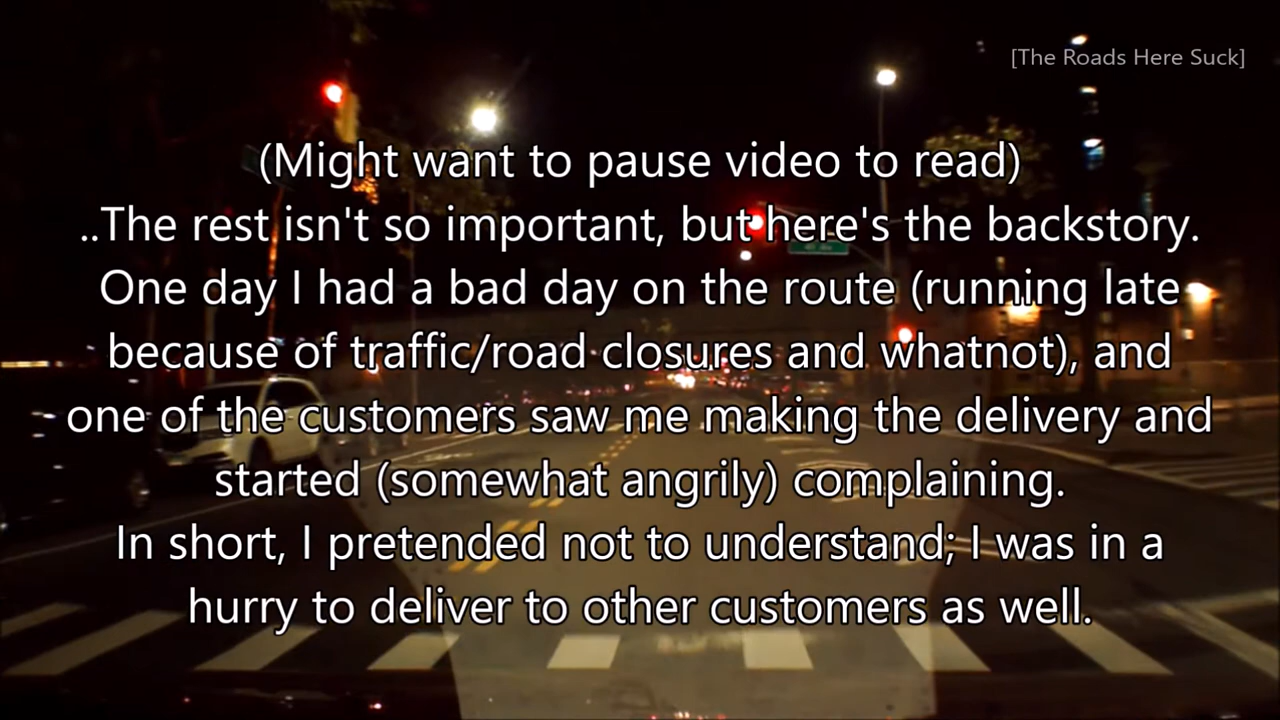 [The Roads Here Suck]
(Might want to pause video to read)
..The rest isn't so important, but here's the backstory.
One day I had a bad day on the route (running late
because of traffic/road closures and whatnot), and
one of the customers saw me making the delivery and
started (somewhat angrily) complaining.
In short, I pretended not to understand; I was in a
hurry to deliver to other customers as well.